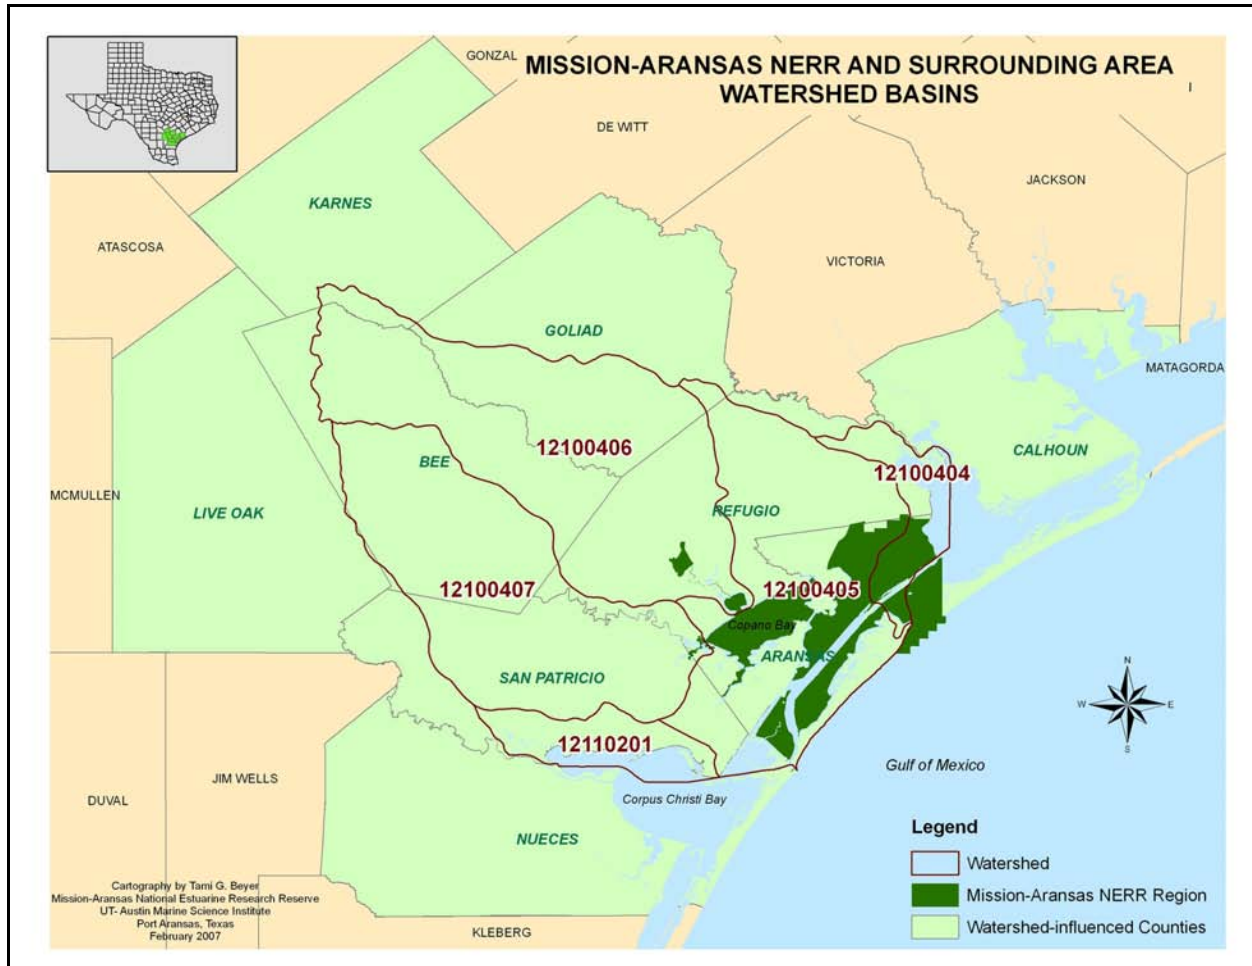 MISSION-ARANSAS NERR AND SURROUNDING AREA
WATERSHED BASINS
GONZAL
DE WITT
JACKSON
KARNES
ATASCOSA
VICTORIA
GOLIAD
MATAGORDA
12100406
BEE
CALHOUN
12100404
MCMULLEN
LIVE OAK
REFUGIO
12100407
12100405
Copano Bay
ARANSAS
SAN PATRICIO
N
W
E
S
12110201
Gulf of Mexico
JIM WELLS
DUVAL
Corpus Christi Bay
NUECES
Legend
Watershed
Mission-Aransas NERR Region
Watershed-influenced Counties
Cartography by Tami G. Beyer
Mission-Aransas National Estuarine Research Reserve
UT- Austin Marine Science Institute
Port Aransas, Texas
February 2007
KLEBERG